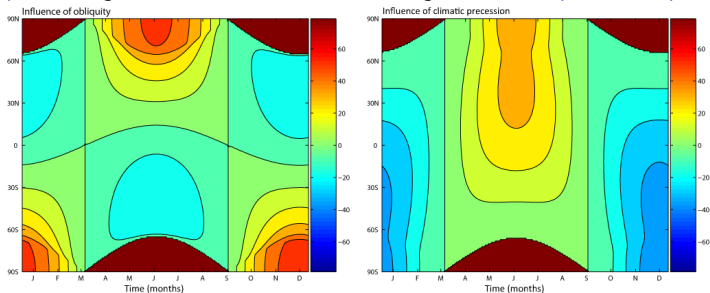 Influence of obliquity
90N
60N
30N
0
30S
60S
90S
J F M A M J J A S O N D
Time (months)
60
40
20
0
−20
−40
−60
Influence of climatic precession
90N
60N
30N
0
30S
60S
90S
J F M A M J J A S O N D
Time (months)
60
40
20
0
−20
−40
−60